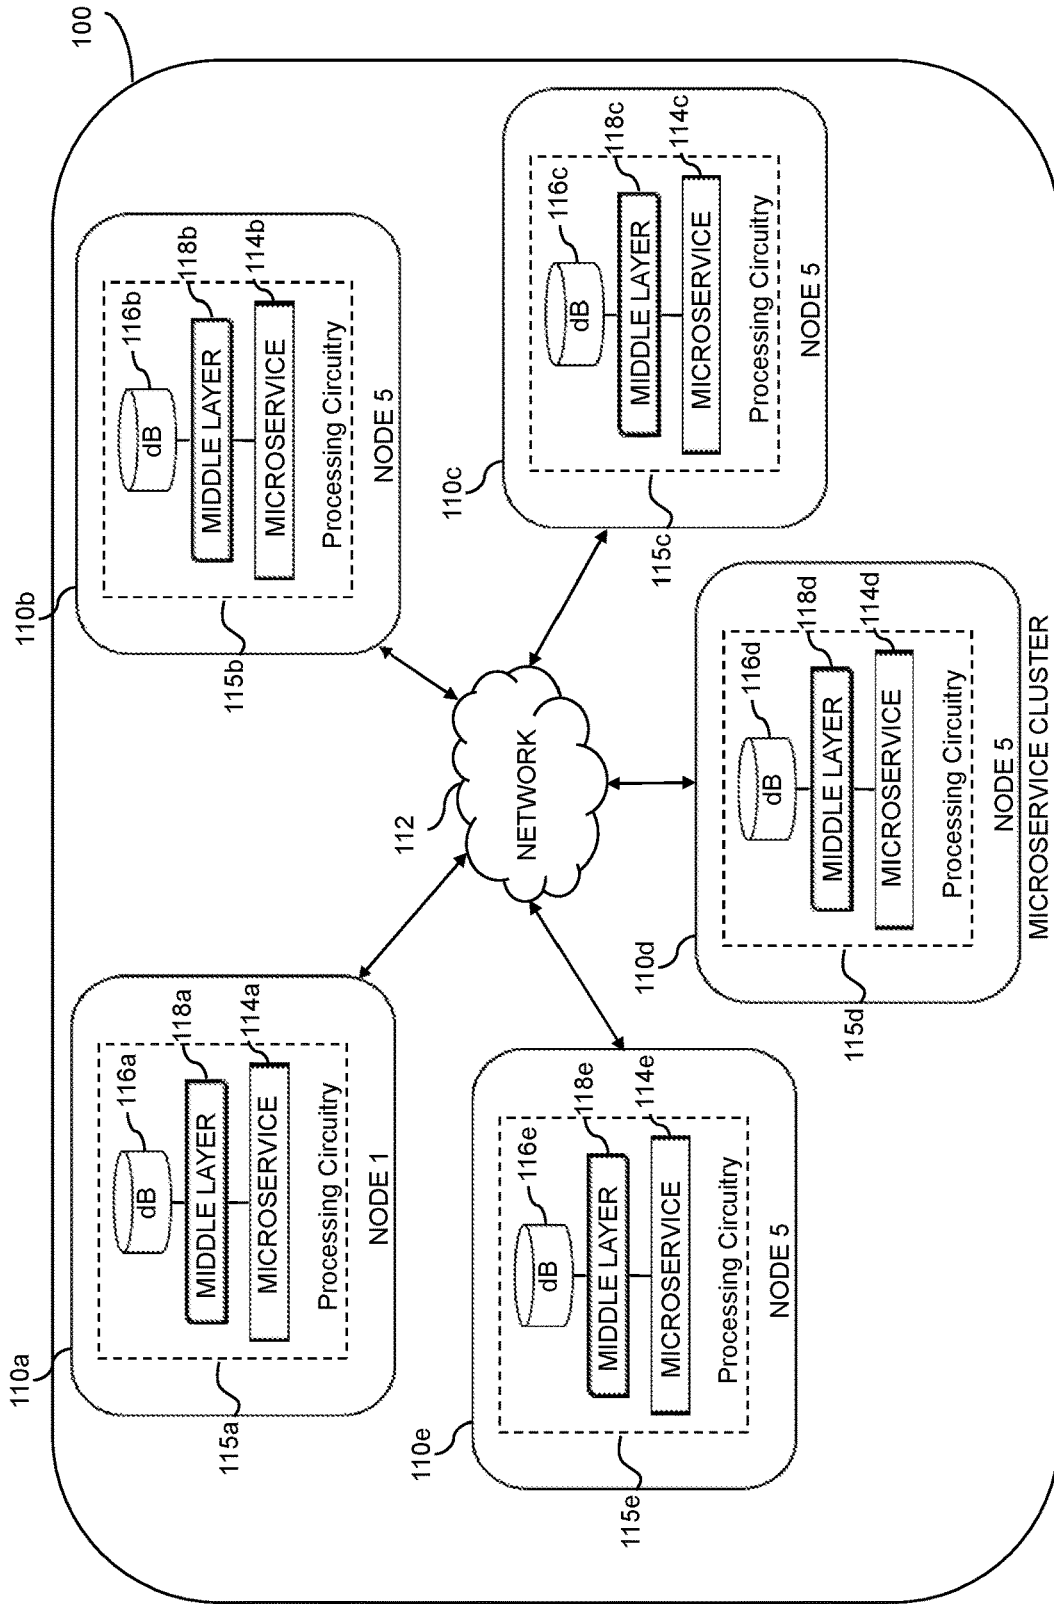 100
110a
116a
dB
118a
MIDDLE LAYER
114a
MICROSERVICE
Processing Circuitry
115a
NODE 1
110b
116b
dB
118b
MIDDLE LAYER
114b
MICROSERVICE
Processing Circuitry
115b
NODE 5
112
NETWORK
110e
116e
dB
118e
MIDDLE LAYER
114e
MICROSERVICE
Processing Circuitry
115e
NODE 5
110c
116c
dB
118c
MIDDLE LAYER
114c
MICROSERVICE
Processing Circuitry
115c
NODE 5
110d
116d
dB
118d
MIDDLE LAYER
114d
MICROSERVICE
Processing Circuitry
115d
NODE 5
MICROSERVICE CLUSTER